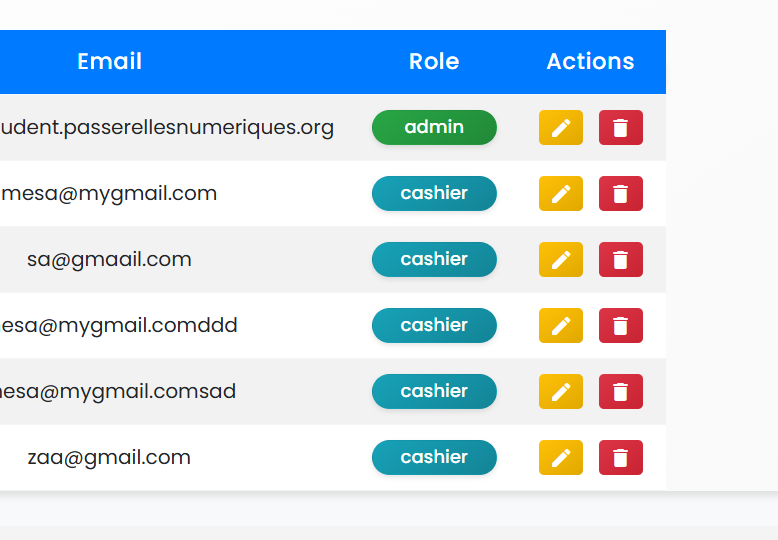 Email Role Actions
udent.passerellesnumeriques.org admin
mesa@mygmail.com cashier
sa@gmaail.com cashier
esa@mygmail.comddd cashier
esa@mygmail.comsad cashier
zaa@gmail.com cashier